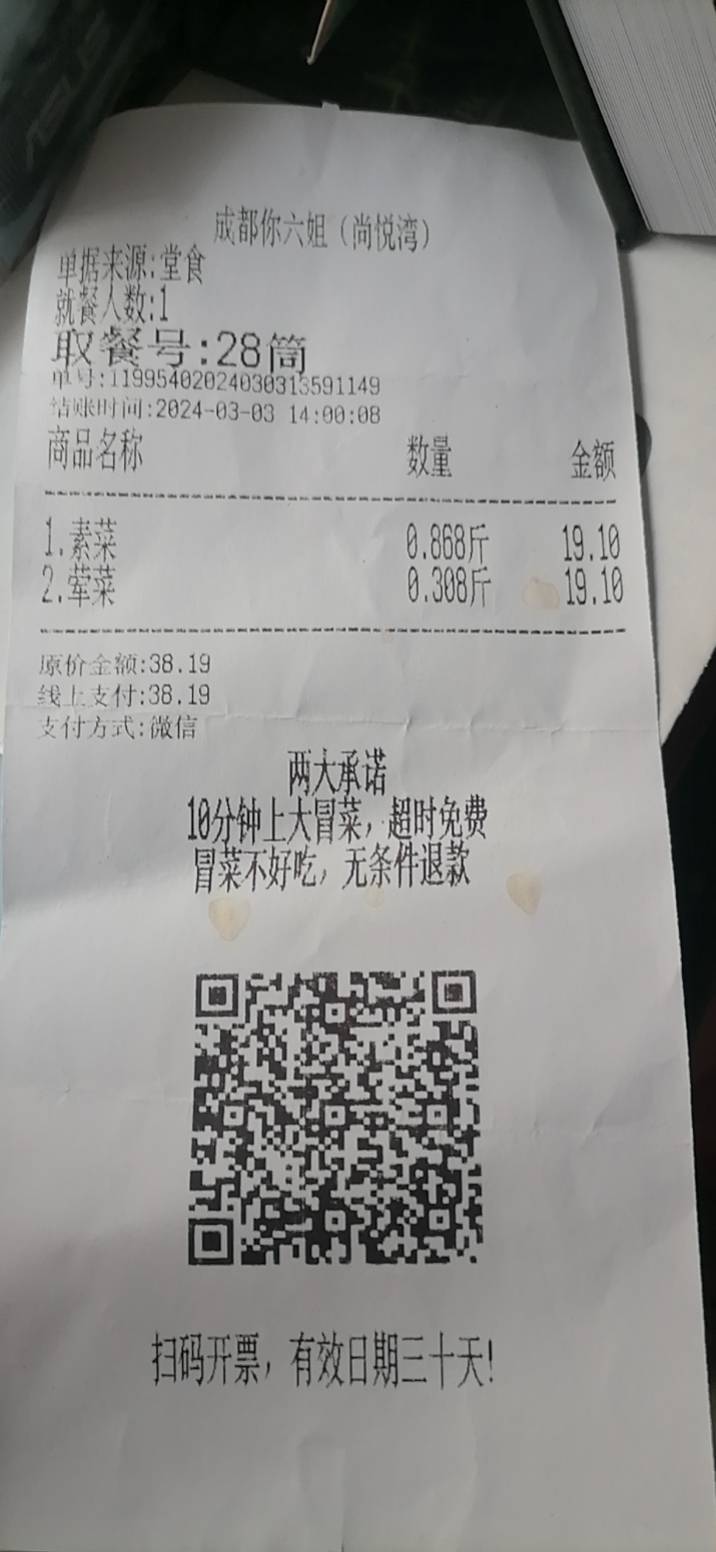 ASUS
成都你六姐（尚悦湾）
单据来源:堂食
就餐人数:1
取餐号:28筒
单号:11995402024030313591149
结账时间:2024-03-03 14:00:08
商品名称 数量 金额
1.素菜 0.868斤 19.10
2.荤菜 0.308斤 19.10
原价金额:38.19
线上支付:38.19
支付方式:微信
两大承诺
10分钟上大冒菜，超时免费
冒菜不好吃，无条件退款
扫码开票，有效日期三十天!